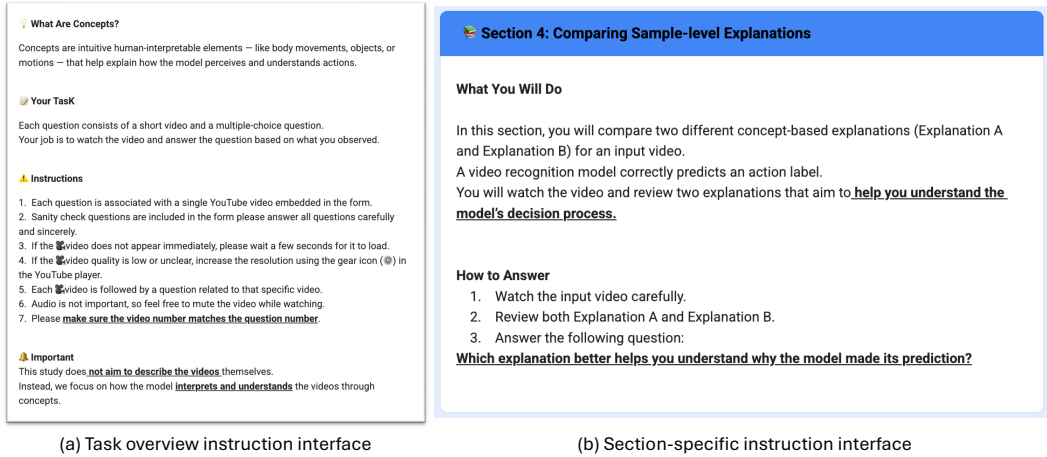 What Are Concepts?
Concepts are intuitive human-interpretable elements — like body movements, objects, or
motions — that help explain how the model perceives and understands actions.
Your TasK
Each question consists of a short video and a multiple-choice question.
Your job is to watch the video and answer the question based on what you observed.
Instructions
1. Each question is associated with a single YouTube video embedded in the form.
2. Sanity check questions are included in the form please answer all questions carefully
and sincerely.
3. If the 🎥video does not appear immediately, please wait a few seconds for it to load.
4. If the 🎥video quality is low or unclear, increase the resolution using the gear icon (⚙️) in
the YouTube player.
5. Each 🎥video is followed by a question related to that specific video.
6. Audio is not important, so feel free to mute the video while watching.
7. Please make sure the video number matches the question number.
Important
This study does not aim to describe the videos themselves.
Instead, we focus on how the model interprets and understands the videos through
concepts.
(a) Task overview instruction interface
Section 4: Comparing Sample-level Explanations
What You Will Do
In this section, you will compare two different concept-based explanations (Explanation A
and Explanation B) for an input video.
A video recognition model correctly predicts an action label.
You will watch the video and review two explanations that aim to help you understand the
model's decision process.
How to Answer
1. Watch the input video carefully.
2. Review both Explanation A and Explanation B.
3. Answer the following question:
Which explanation better helps you understand why the model made its prediction?
(b) Section-specific instruction interface